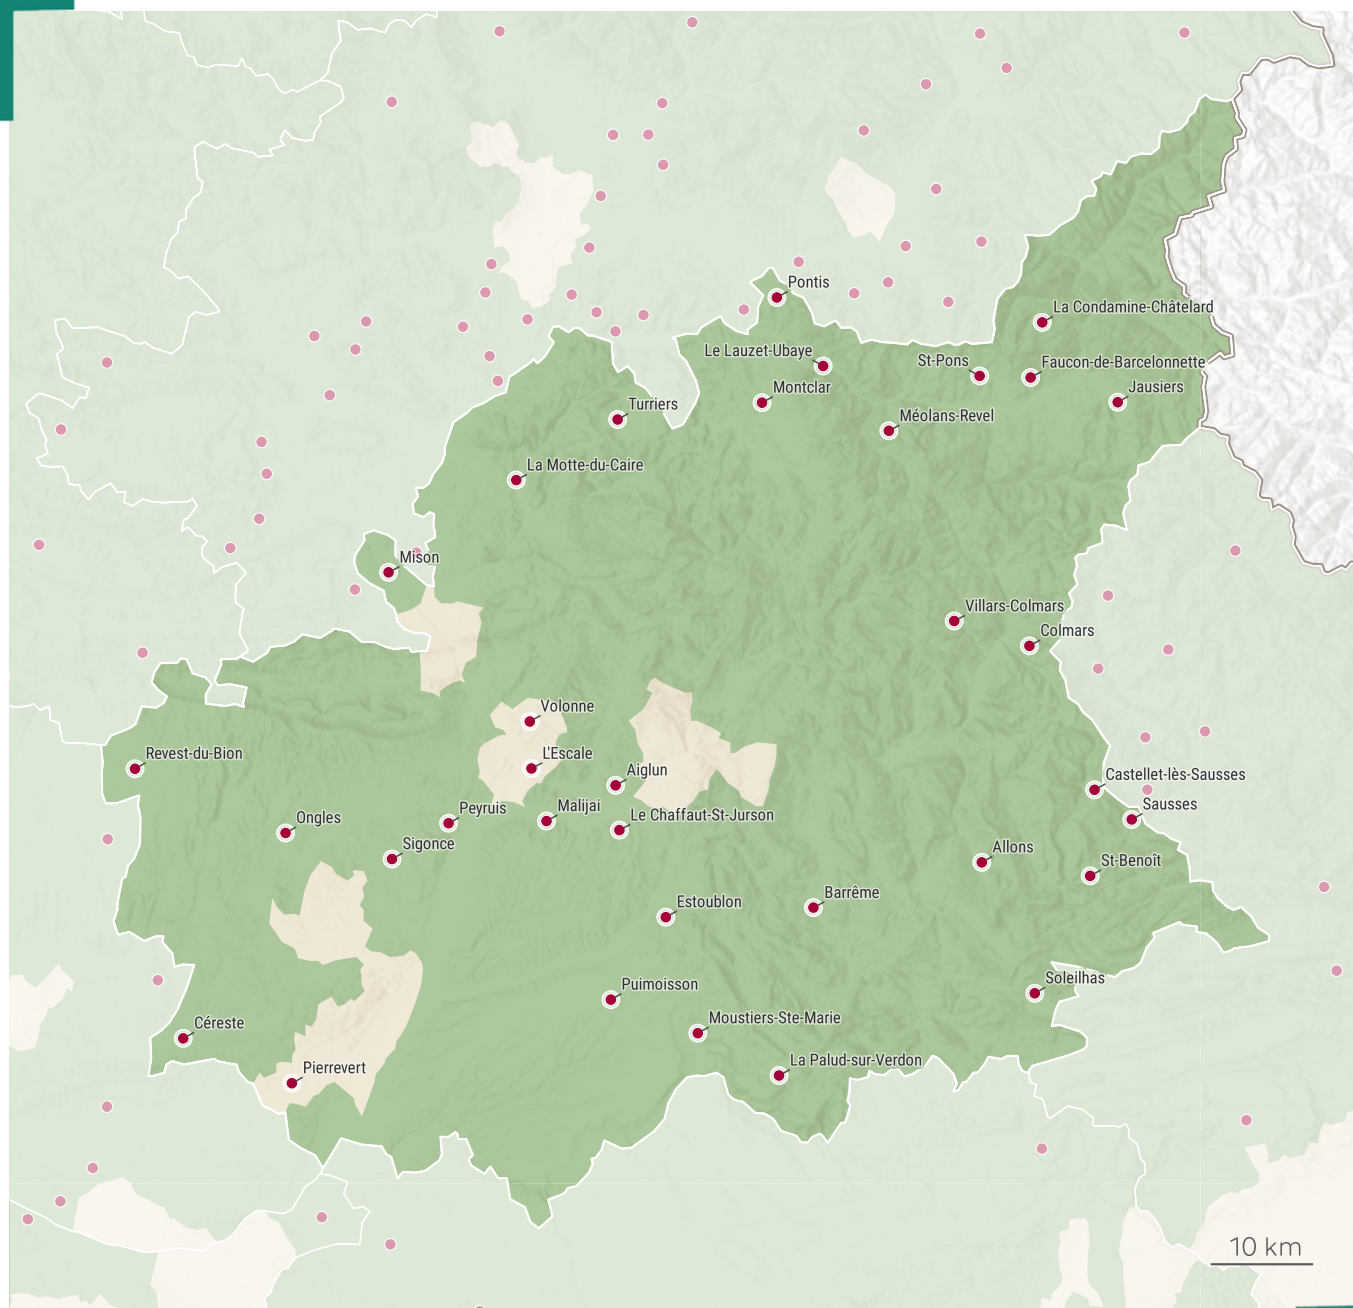 Pontis
La Condamine-Châtelard
Le Lauzet-Ubaye
St-Pons
Faucon-de-Barcelonnette
Montclar
Jausiers
Turriers
Méolans-Revel
La Motte-du-Caire
Mison
Villars-Colmars
Colmars
Volonne
Revest-du-Bion
L'Escale
Aiglun
Castellet-lès-Sausses
Sausses
Peyruis
Malijai
Le Chaffaut-St-Jurson
Ongles
Sigonce
Allons
St-Benoît
Barrême
Estoublon
Soleilhas
Puimoisson
Céreste
Moustiers-Ste-Marie
La Palud-sur-Verdon
Pierrevert
10 km